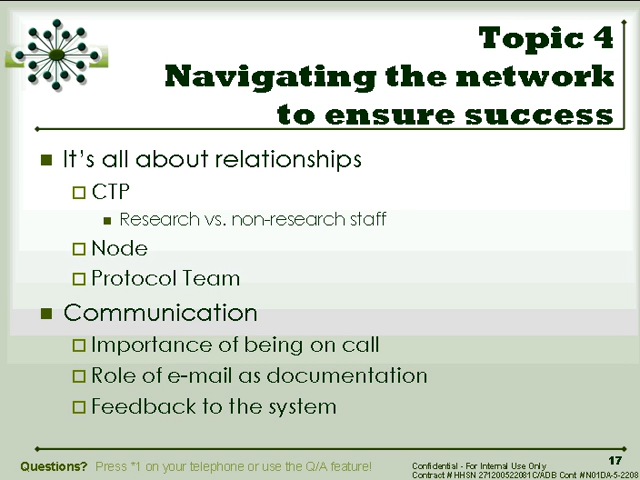 Topic 4
Navigating the network
to ensure success
It's all about relationships
CTP
Research vs. non-research staff
Node
Protocol Team
Communication
Importance of being on call
Role of e-mail as documentation
Feedback to the system
17
Questions? Press *1 on your telephone or use the Q/A feature!
Confidential - For Internal Use Only
Contract # HHSN 271200522081C/ADB Cont #N01DA-5-2208